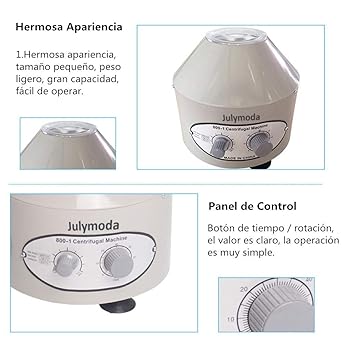 Hermosa Apariencia
1.Hermosa apariencia,
tamaño pequeño, peso
ligero, gran capacidad,
fácil de operar.
Julymoda
800-1 Centrifugal Machine
MADE IN CHINA
Julymoda
800-1 Centrifugal Machine
Panel de Control
Botón de tiempo / rotación,
el valor es claro, la operación
es muy simple.
20
10